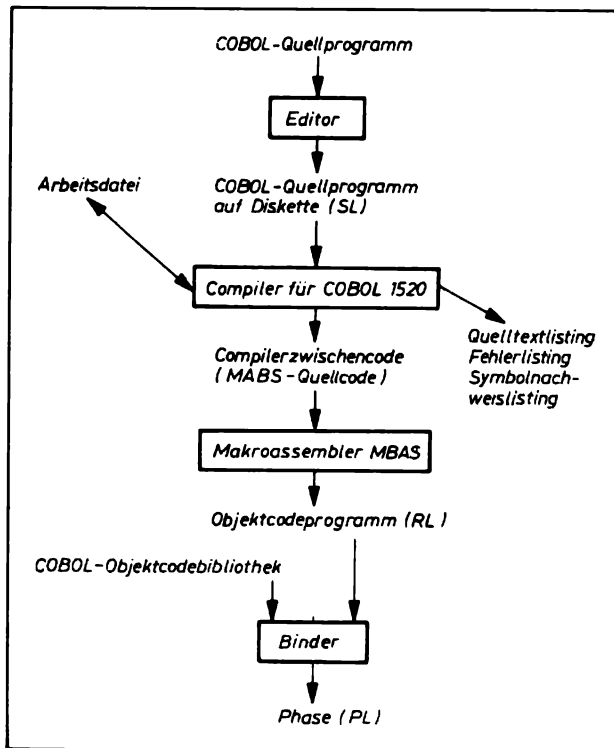 COBOL-Quellprogramm
Editor
Arbeitsdatei
COBOL-Quellprogramm
auf Diskette (SL)
Compiler für COBOL 1520
Quelltextlisting
Fehlerlisting
Symbolnach-
weislisting
Compilerzwischencode
(MABS-Quellcode)
Makroassembler MBAS
Objektcodeprogramm (RL)
COBOL-Objektcodebibliothek
Binder
Phase (PL)